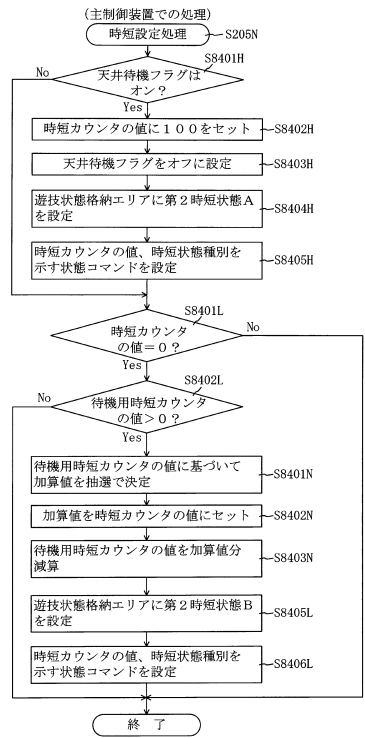 (主制御装置での処理)
時短設定処理
S205N
S8401H
天井待機フラグは
オン?
No
Yes
時短カウンタの値に100をセット
S8402H
天井待機フラグをオフに設定
S8403H
遊技状態格納エリアに第2時短状態A
を設定
S8404H
時短カウンタの値、時短状態種別を
示す状態コマンドを設定
S8405H
S8401L
時短カウンタ
の値=0?
No
Yes
S8402L
待機用時短カウンタ
の値>0?
No
Yes
待機用時短カウンタの値に基づいて
加算値を抽選で決定
S8401N
加算値を時短カウンタの値にセット
S8402N
待機用時短カウンタの値を加算値分
減算
S8403N
遊技状態格納エリアに第2時短状態B
を設定
S8405L
時短カウンタの値、時短状態種別を
示す状態コマンドを設定
S8406L
終 了